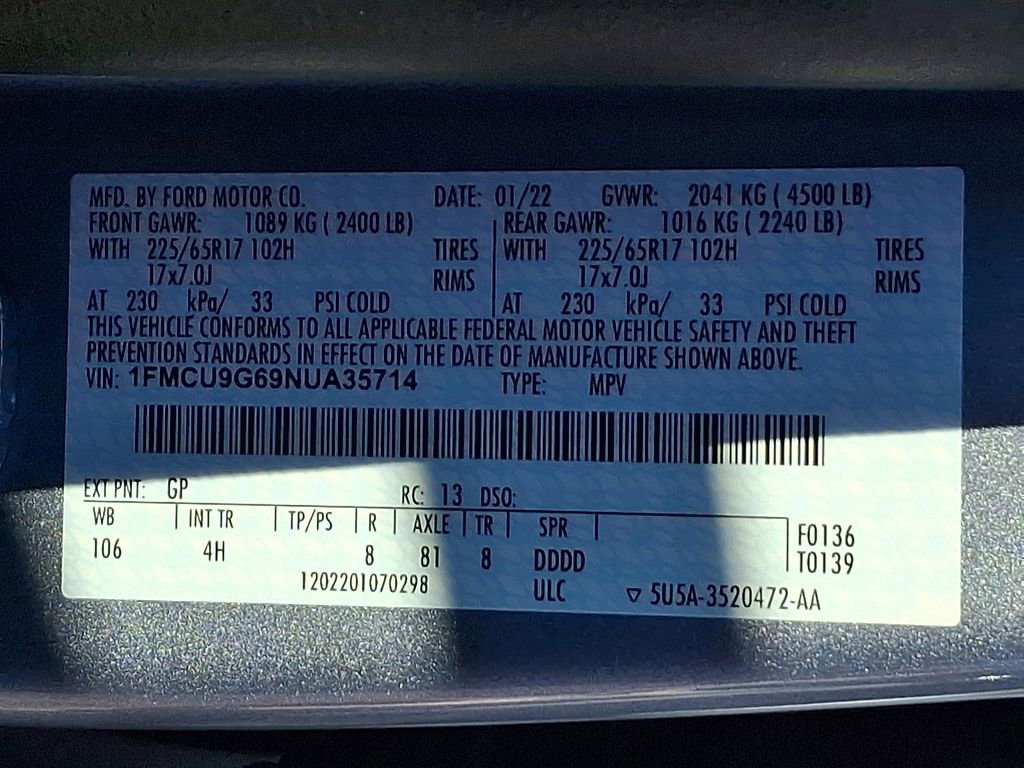 MFD. BY FORD MOTOR CO. DATE: 01/22 GVWR: 2041 KG ( 4500 LB)
FRONT GAWR: 1089 KG ( 2400 LB) REAR GAWR: 1016 KG ( 2240 LB)
WITH 225/65R17 102H TIRES WITH 225/65R17 102H TIRES
17x7.0J RIMS 17x7.0J RIMS
AT 230 kPa/ 33 PSI COLD AT 230 kPa/ 33 PSI COLD
THIS VEHICLE CONFORMS TO ALL APPLICABLE FEDERAL MOTOR VEHICLE SAFETY AND THEFT
PREVENTION STANDARDS IN EFFECT ON THE DATE OF MANUFACTURE SHOWN ABOVE.
VIN: 1FMCU9G69NUA35714 TYPE: MPV
EXT PNT: GP RC: 13 DSO:
WB INT TR TP/PS R AXLE TR SPR F0136
106 4H 8 81 8 DDDD T0139
1202201070298 ULC ▽ 5U5A-3520472-AA